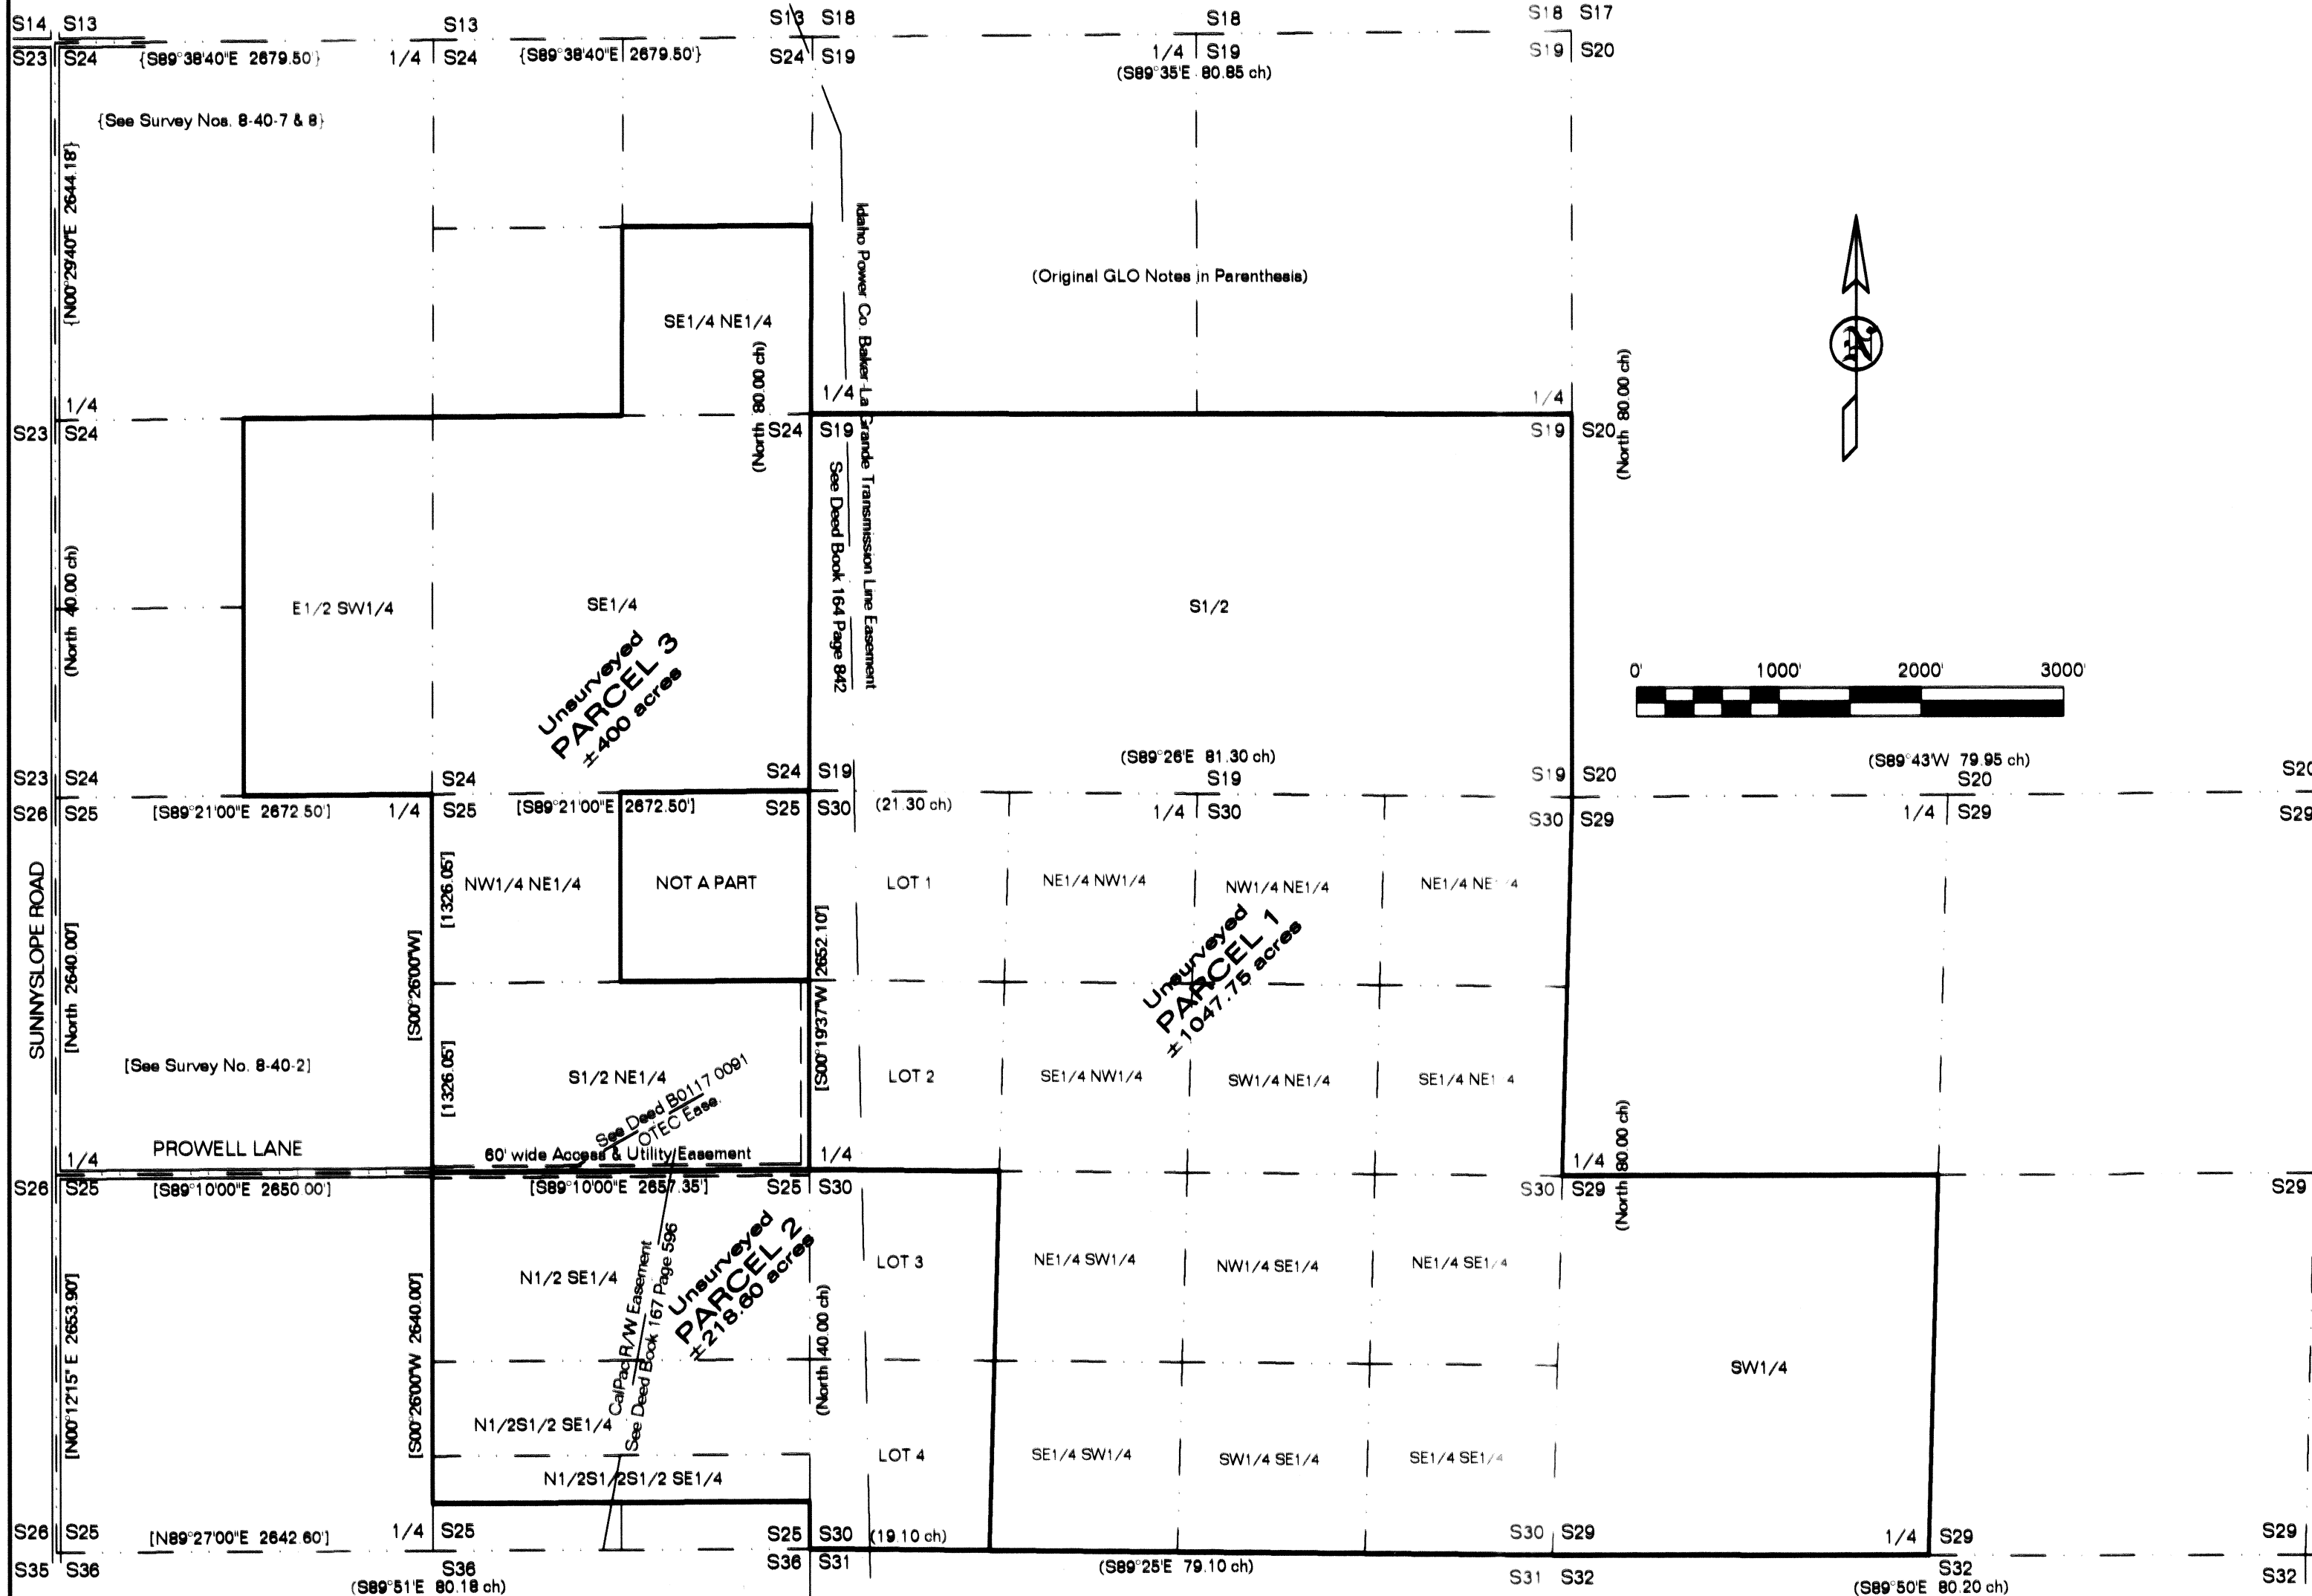 S14 S13
S13
S13 S18
S18
S18 S17
S23 S24
{S89°38'40"E 2679.50'}
1/4 S24
{S89°38'40"E 2679.50'}
S24 S19
1/4 S19
(S89°35'E 80.85 ch)
S19 S20
{See Survey Nos. 8-40-7 & 8}
{N00°29'40"E 2644.18'}
Idaho Power Co. Baker-La Grande Transmission Line Easement
See Deed Book 164 Page 842
(Original GLO Notes in Parenthesis)
N
SE1/4 NE1/4
(North 80.00 ch)
(North 80.00 ch)
1/4
1/4
1/4
S23 S24
S24 S19
S19 S20
(North 40.00 ch)
E1/2 SW1/4
SE1/4
S1/2
Unsurveyed
PARCEL 3
±400 acres
0' 1000' 2000' 3000'
(S89°26'E 81.30 ch)
(S89°43'W 79.95 ch)
S23 S24
S24
S24 S19
S19
S19 S20
S20
S20
S26 S25
[S89°21'00"E 2672.50']
1/4 S25
[S89°21'00"E 2672.50']
S25 S30
(21.30 ch)
1/4 S30
S30 S29
1/4 S29
S29
SUNNYSLOPE ROAD
[North 2640.00']
[S00°26'00"W]
[1326.05']
NW1/4 NE1/4
NOT A PART
[S00°19'37"W 2652.10']
LOT 1
NE1/4 NW1/4
NW1/4 NE1/4
NE1/4 NE1/4
Unsurveyed
PARCEL 1
±1047.75 acres
[See Survey No. 8-40-2]
[1326.05']
S1/2 NE1/4
LOT 2
SE1/4 NW1/4
SW1/4 NE1/4
SE1/4 NE1/4
See Deed B0117 0091
OTEC Ease.
PROWELL LANE
60' wide Access & Utility Easement
1/4
1/4
1/4
(North 80.00 ch)
S26 S25
[S89°10'00"E 2650.00']
[S89°10'00"E 2657.35']
S25 S30
S30 S29
S29
[N00°12'15"E 2653.90']
[S00°26'00"W 2640.00']
N1/2 SE1/4
CalPac R/W Easement
See Deed Book 167 Page 596
Unsurveyed
PARCEL 2
±218.60 acres
(North 40.00 ch)
LOT 3
NE1/4 SW1/4
NW1/4 SE1/4
NE1/4 SE1/4
SW1/4
N1/2S1/2 SE1/4
LOT 4
SE1/4 SW1/4
SW1/4 SE1/4
SE1/4 SE1/4
N1/2S1/2S1/2 SE1/4
S26 S25
[N89°27'00"E 2642.60']
1/4 S25
S25 S30
(19.10 ch)
S30 S29
1/4 S29
S29
S35 S36
S36
S36 S31
(S89°25'E 79.10 ch)
S31 S32
S32
S32
(S89°51'E 80.18 ch)
(S89°50'E 80.20 ch)